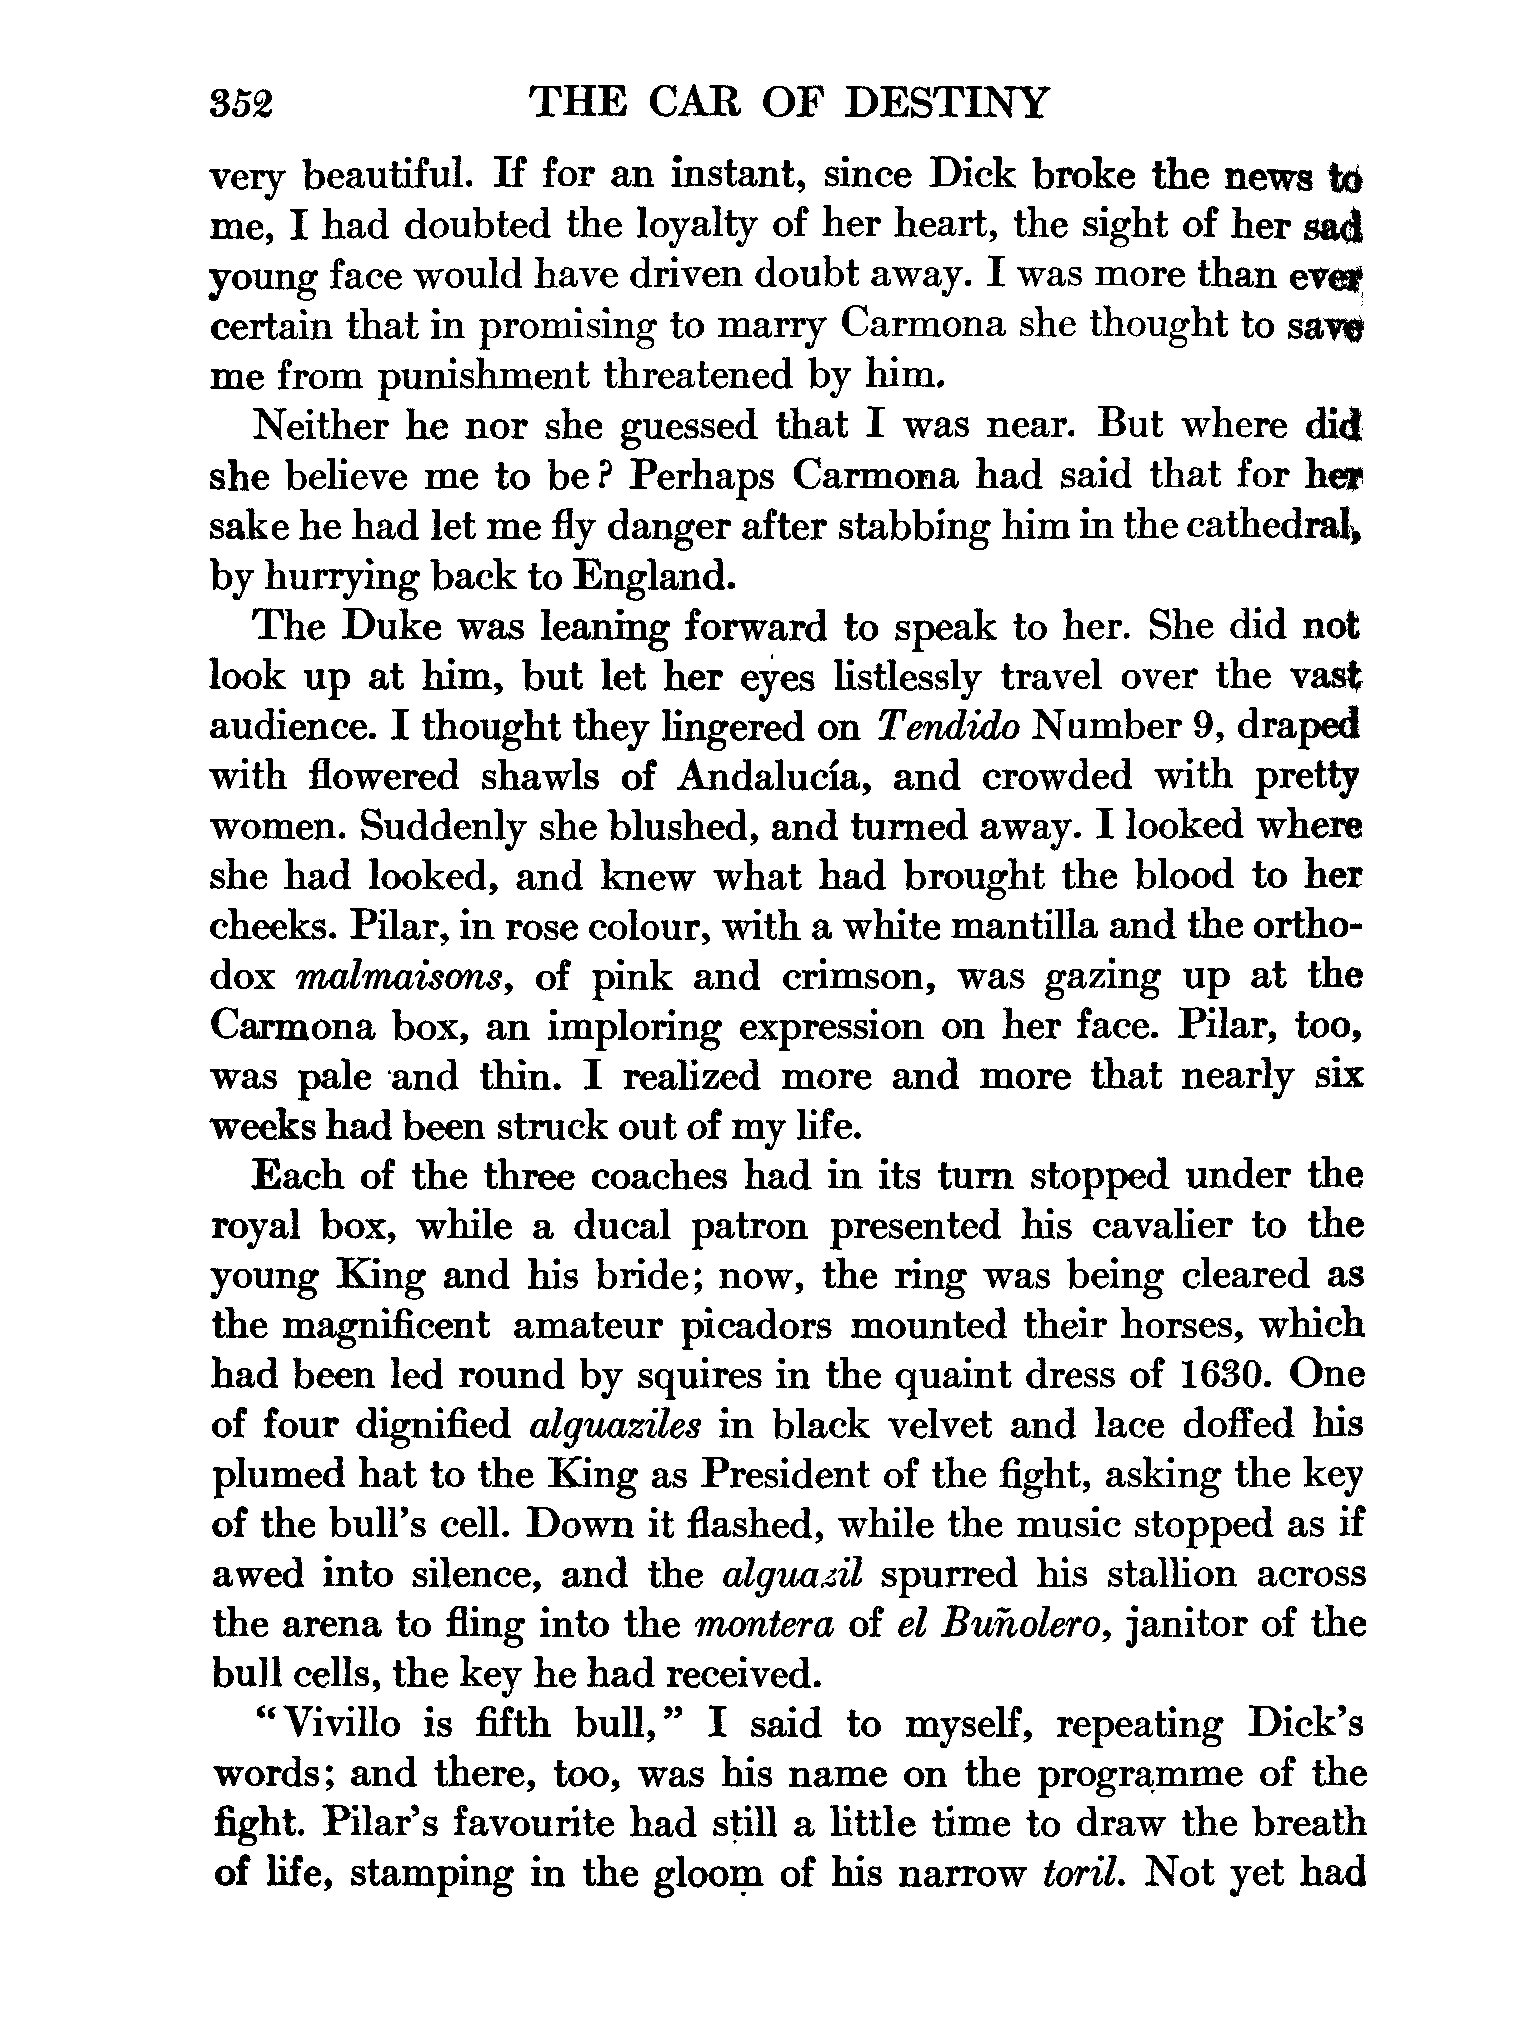 352 THE CAR OF DESTINY
very beautiful. If for an instant, since Dick broke the news to
me, I had doubted the loyalty of her heart, the sight of her sad
young face would have driven doubt away. I was more than ever
certain that in promising to marry Carmona she thought to save
me from punishment threatened by him.
Neither he nor she guessed that I was near. But where did
she believe me to be? Perhaps Carmona had said that for her
sake he had let me fly danger after stabbing him in the cathedral,
by hurrying back to England.
The Duke was leaning forward to speak to her. She did not
look up at him, but let her eyes listlessly travel over the vast
audience. I thought they lingered on Tendido Number 9, draped
with flowered shawls of Andalucía, and crowded with pretty
women. Suddenly she blushed, and turned away. I looked where
she had looked, and knew what had brought the blood to her
cheeks. Pilar, in rose colour, with a white mantilla and the ortho-
dox malmaisons, of pink and crimson, was gazing up at the
Carmona box, an imploring expression on her face. Pilar, too,
was pale and thin. I realized more and more that nearly six
weeks had been struck out of my life.
Each of the three coaches had in its turn stopped under the
royal box, while a ducal patron presented his cavalier to the
young King and his bride; now, the ring was being cleared as
the magnificent amateur picadors mounted their horses, which
had been led round by squires in the quaint dress of 1630. One
of four dignified alguaziles in black velvet and lace doffed his
plumed hat to the King as President of the fight, asking the key
of the bull's cell. Down it flashed, while the music stopped as if
awed into silence, and the alguazil spurred his stallion across
the arena to fling into the montera of el Buñolero, janitor of the
bull cells, the key he had received.
"Vivillo is fifth bull," I said to myself, repeating Dick's
words; and there, too, was his name on the programme of the
fight. Pilar's favourite had still a little time to draw the breath
of life, stamping in the gloom of his narrow toril. Not yet had